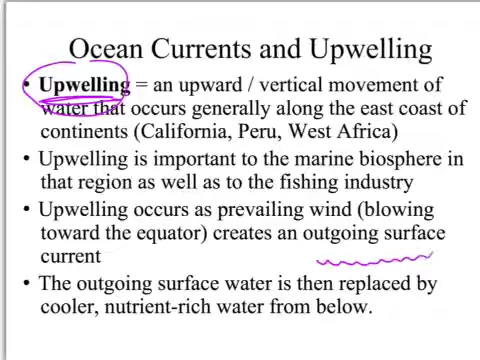 Ocean Currents and Upwelling
• Upwelling = an upward / vertical movement of
water that occurs generally along the east coast of
continents (California, Peru, West Africa)
• Upwelling is important to the marine biosphere in
that region as well as to the fishing industry
• Upwelling occurs as prevailing wind (blowing
toward the equator) creates an outgoing surface
current
• The outgoing surface water is then replaced by
cooler, nutrient-rich water from below.